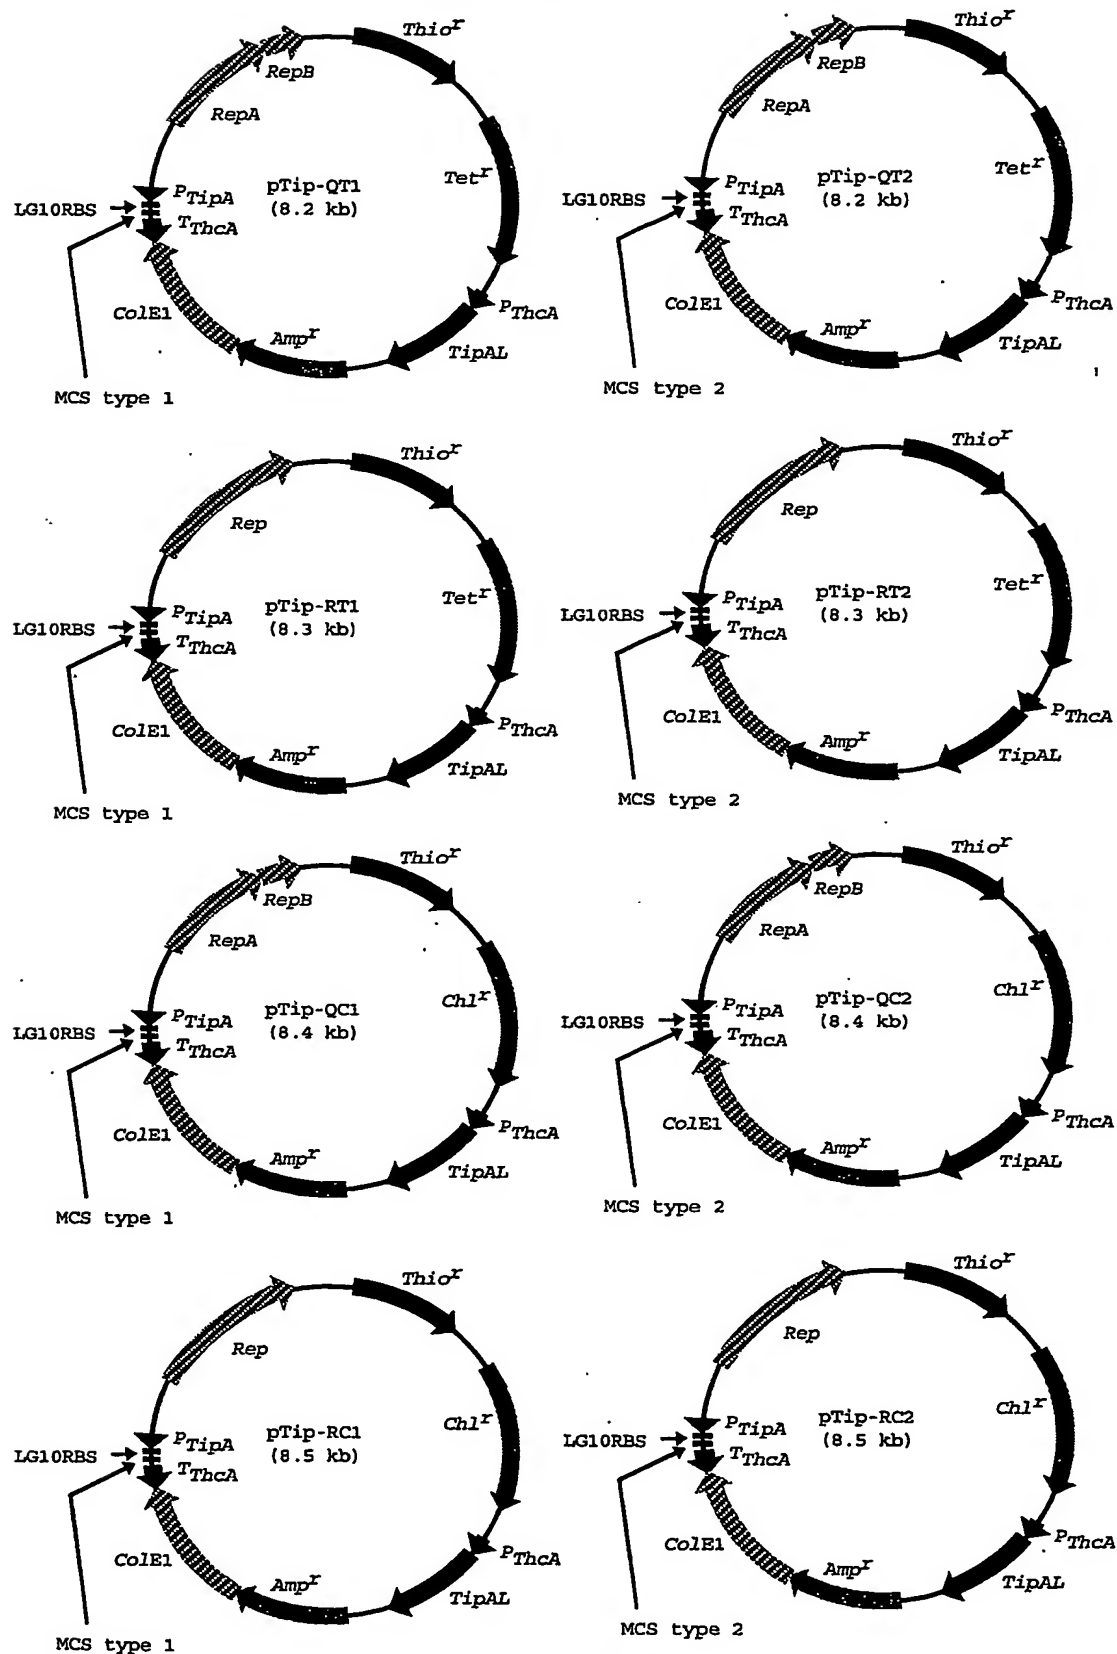 Thio^r
RepB
RepA
Tet^r
P_TipA
pTip-QT1
(8.2 kb)
LG10RBS
T_ThcA
P_ThcA
ColE1
Amp^r
TipAL
MCS type 1
Thio^r
RepB
RepA
Tet^r
P_TipA
pTip-QT2
(8.2 kb)
LG10RBS
T_ThcA
P_ThcA
ColE1
Amp^r
TipAL
MCS type 2
Thio^r
Rep
Tet^r
P_TipA
pTip-RT1
(8.3 kb)
LG10RBS
T_ThcA
P_ThcA
ColE1
Amp^r
TipAL
MCS type 1
Thio^r
Rep
Tet^r
P_TipA
pTip-RT2
(8.3 kb)
LG10RBS
T_ThcA
P_ThcA
ColE1
Amp^r
TipAL
MCS type 2
Thio^r
RepB
RepA
Chl^r
P_TipA
pTip-QC1
(8.4 kb)
LG10RBS
T_ThcA
P_ThcA
ColE1
Amp^r
TipAL
MCS type 1
Thio^r
RepB
RepA
Chl^r
P_TipA
pTip-QC2
(8.4 kb)
LG10RBS
T_ThcA
P_ThcA
ColE1
Amp^r
TipAL
MCS type 2
Thio^r
Rep
Chl^r
P_TipA
pTip-RC1
(8.5 kb)
LG10RBS
T_ThcA
P_ThcA
ColE1
Amp^r
TipAL
MCS type 1
Thio^r
Rep
Chl^r
P_TipA
pTip-RC2
(8.5 kb)
LG10RBS
T_ThcA
P_ThcA
ColE1
Amp^r
TipAL
MCS type 2